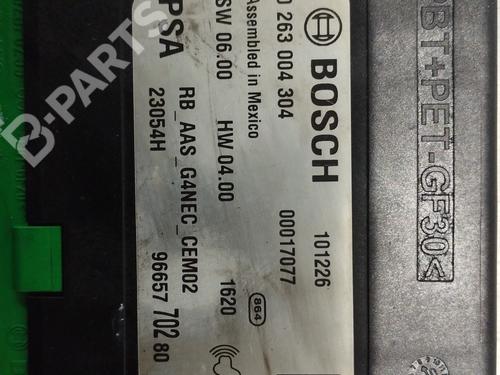 BOSCH
0 263 004 304
Assembled in Mexico
SW 06.00 HW 04.00
PSA
101226
00017077
1620
864
RB_AAS_G4NEC_CEM02
23054H
96657 702 80
PBT+PET-GF30<
B-PARTS